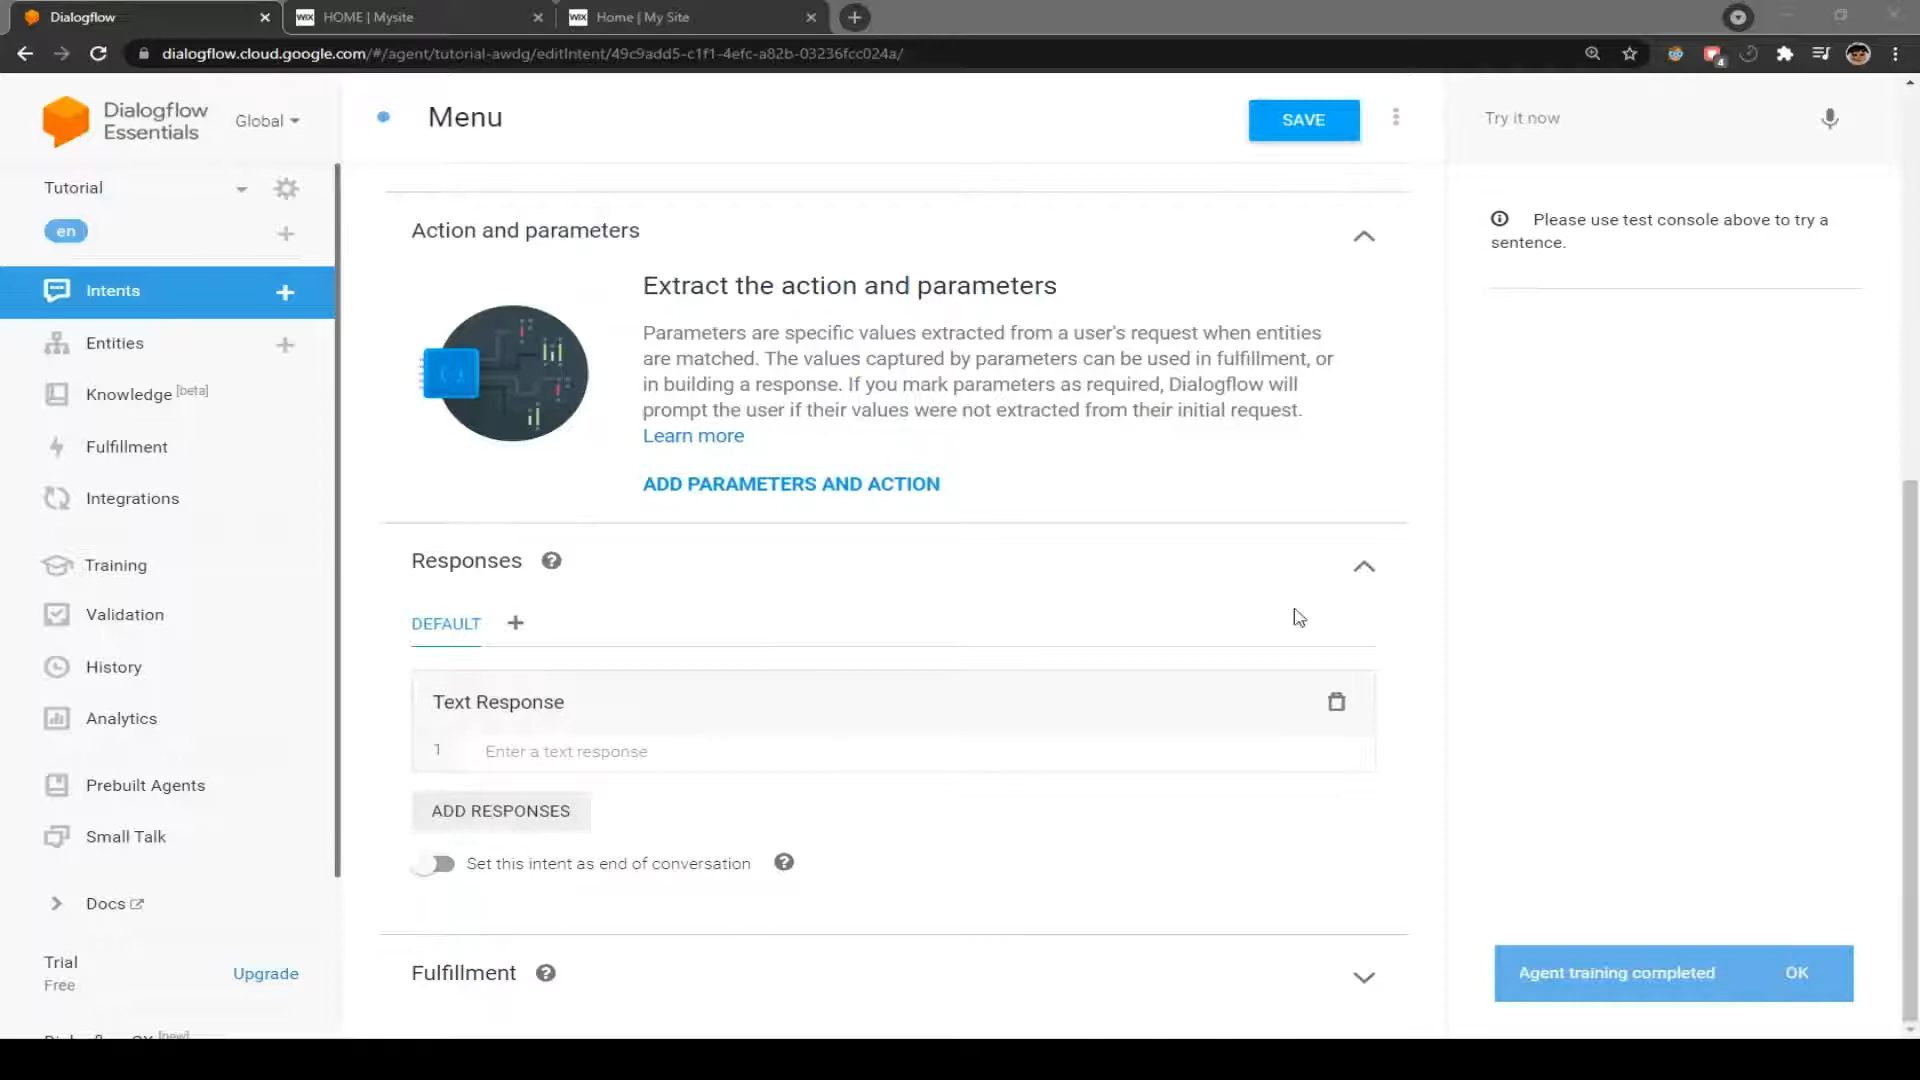 Dialogflow
HOME | Mysite
Home | My Site
dialogflow.cloud.google.com/#/agent/tutorial-awdg/editIntent/49c9add5-c1f1-4efc-a82b-03236fcc024a/
4
Dialogflow
Essentials
Global
Menu
SAVE
Try it now
Tutorial
en
Intents
Entities
Knowledge [beta]
Fulfillment
Integrations
Training
Validation
History
Analytics
Prebuilt Agents
Small Talk
Docs
Trial
Free
Upgrade
Action and parameters
Extract the action and parameters
Parameters are specific values extracted from a user's request when entities
are matched. The values captured by parameters can be used in fulfillment, or
in building a response. If you mark parameters as required, Dialogflow will
prompt the user if their values were not extracted from their initial request.
Learn more
ADD PARAMETERS AND ACTION
Responses
DEFAULT
Text Response
1 Enter a text response
ADD RESPONSES
Set this intent as end of conversation
Fulfillment
Please use test console above to try a
sentence.
Agent training completed OK